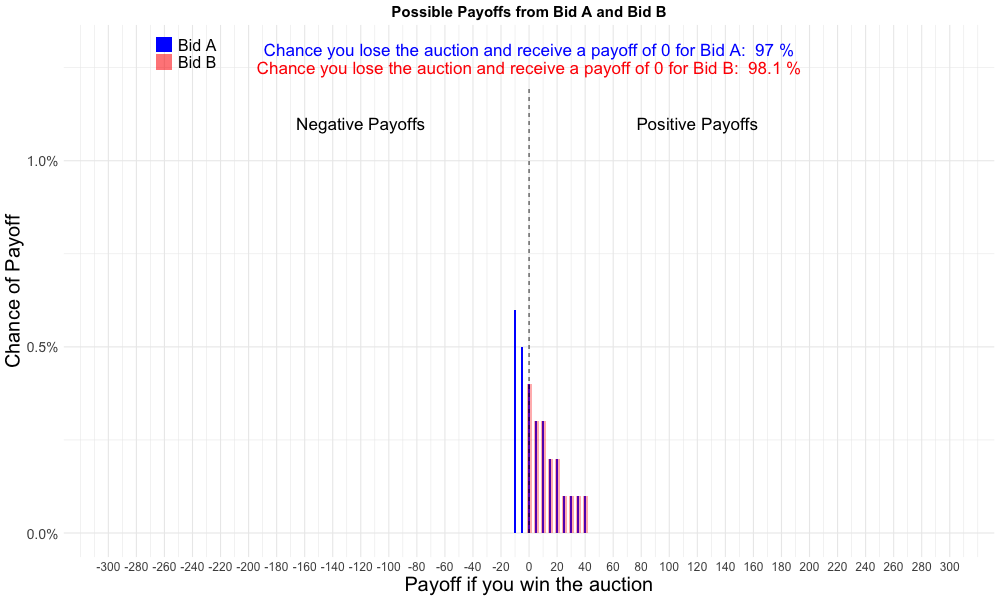 Possible Payoffs from Bid A and Bid B
Bid A
Bid B
Chance you lose the auction and receive a payoff of 0 for Bid A:  97 %
Chance you lose the auction and receive a payoff of 0 for Bid B:  98.1 %
Negative Payoffs
Positive Payoffs
Chance of Payoff
1.0%
0.5%
0.0%
-300 -280 -260 -240 -220 -200 -180 -160 -140 -120 -100 -80 -60 -40 -20 0 20 40 60 80 100 120 140 160 180 200 220 240 260 280 300
Payoff if you win the auction